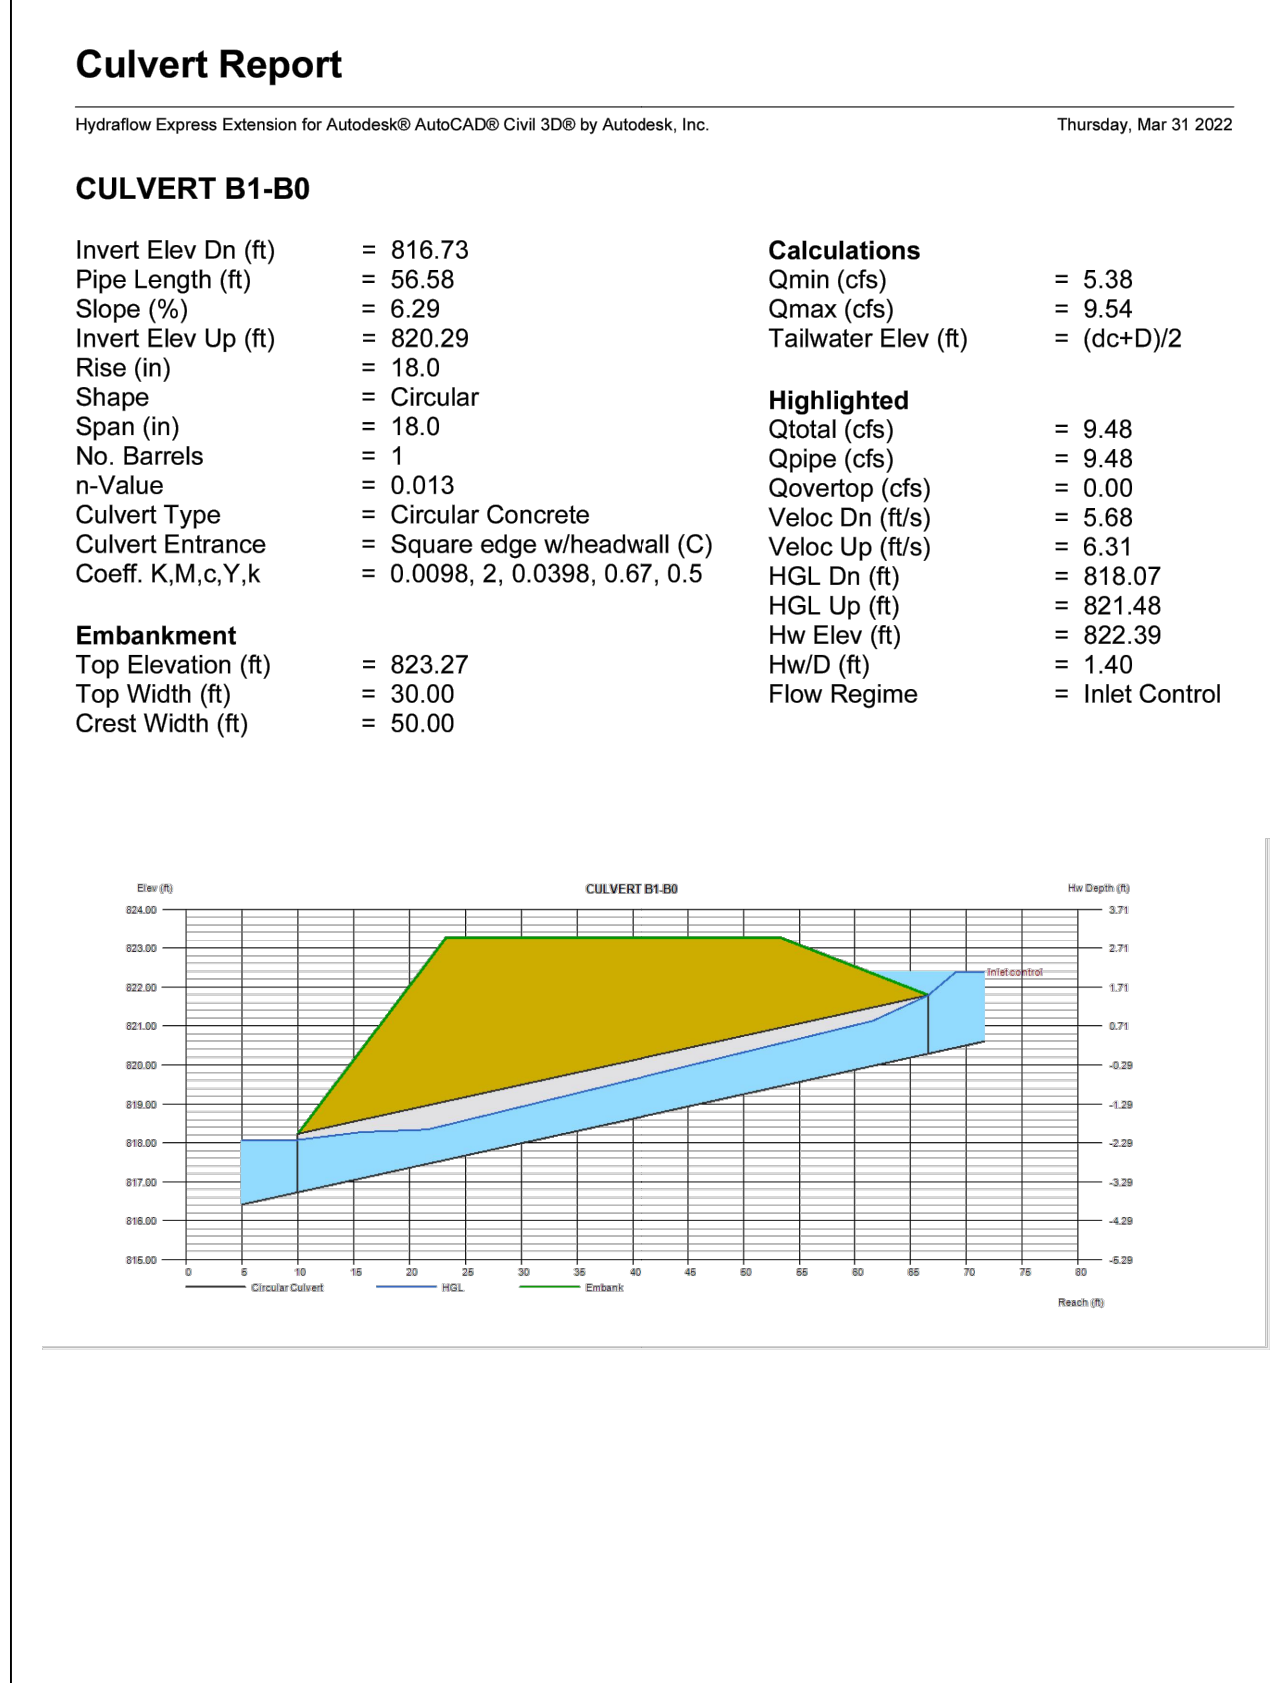 Culvert Report
Hydraflow Express Extension for Autodesk® AutoCAD® Civil 3D® by Autodesk, Inc. Thursday, Mar 31 2022
CULVERT B1-B0
Invert Elev Dn (ft) = 816.73
Pipe Length (ft) = 56.58
Slope (%) = 6.29
Invert Elev Up (ft) = 820.29
Rise (in) = 18.0
Shape = Circular
Span (in) = 18.0
No. Barrels = 1
n-Value = 0.013
Culvert Type = Circular Concrete
Culvert Entrance = Square edge w/headwall (C)
Coeff. K,M,c,Y,k = 0.0098, 2, 0.0398, 0.67, 0.5
Embankment
Top Elevation (ft) = 823.27
Top Width (ft) = 30.00
Crest Width (ft) = 50.00
Calculations
Qmin (cfs) = 5.38
Qmax (cfs) = 9.54
Tailwater Elev (ft) = (dc+D)/2
Highlighted
Qtotal (cfs) = 9.48
Qpipe (cfs) = 9.48
Qovertop (cfs) = 0.00
Veloc Dn (ft/s) = 5.68
Veloc Up (ft/s) = 6.31
HGL Dn (ft) = 818.07
HGL Up (ft) = 821.48
Hw Elev (ft) = 822.39
Hw/D (ft) = 1.40
Flow Regime = Inlet Control
Elev (ft) CULVERT B1-B0 Hw Depth (ft)
824.00 3.71
823.00 2.71
Inlet control
822.00 1.71
821.00 0.71
820.00 -0.29
819.00 -1.29
818.00 -2.29
817.00 -3.29
816.00 -4.29
815.00 -5.29
0 5 10 15 20 25 30 35 40 45 50 55 60 65 70 75 80
Circular Culvert HGL Embank
Reach (ft)